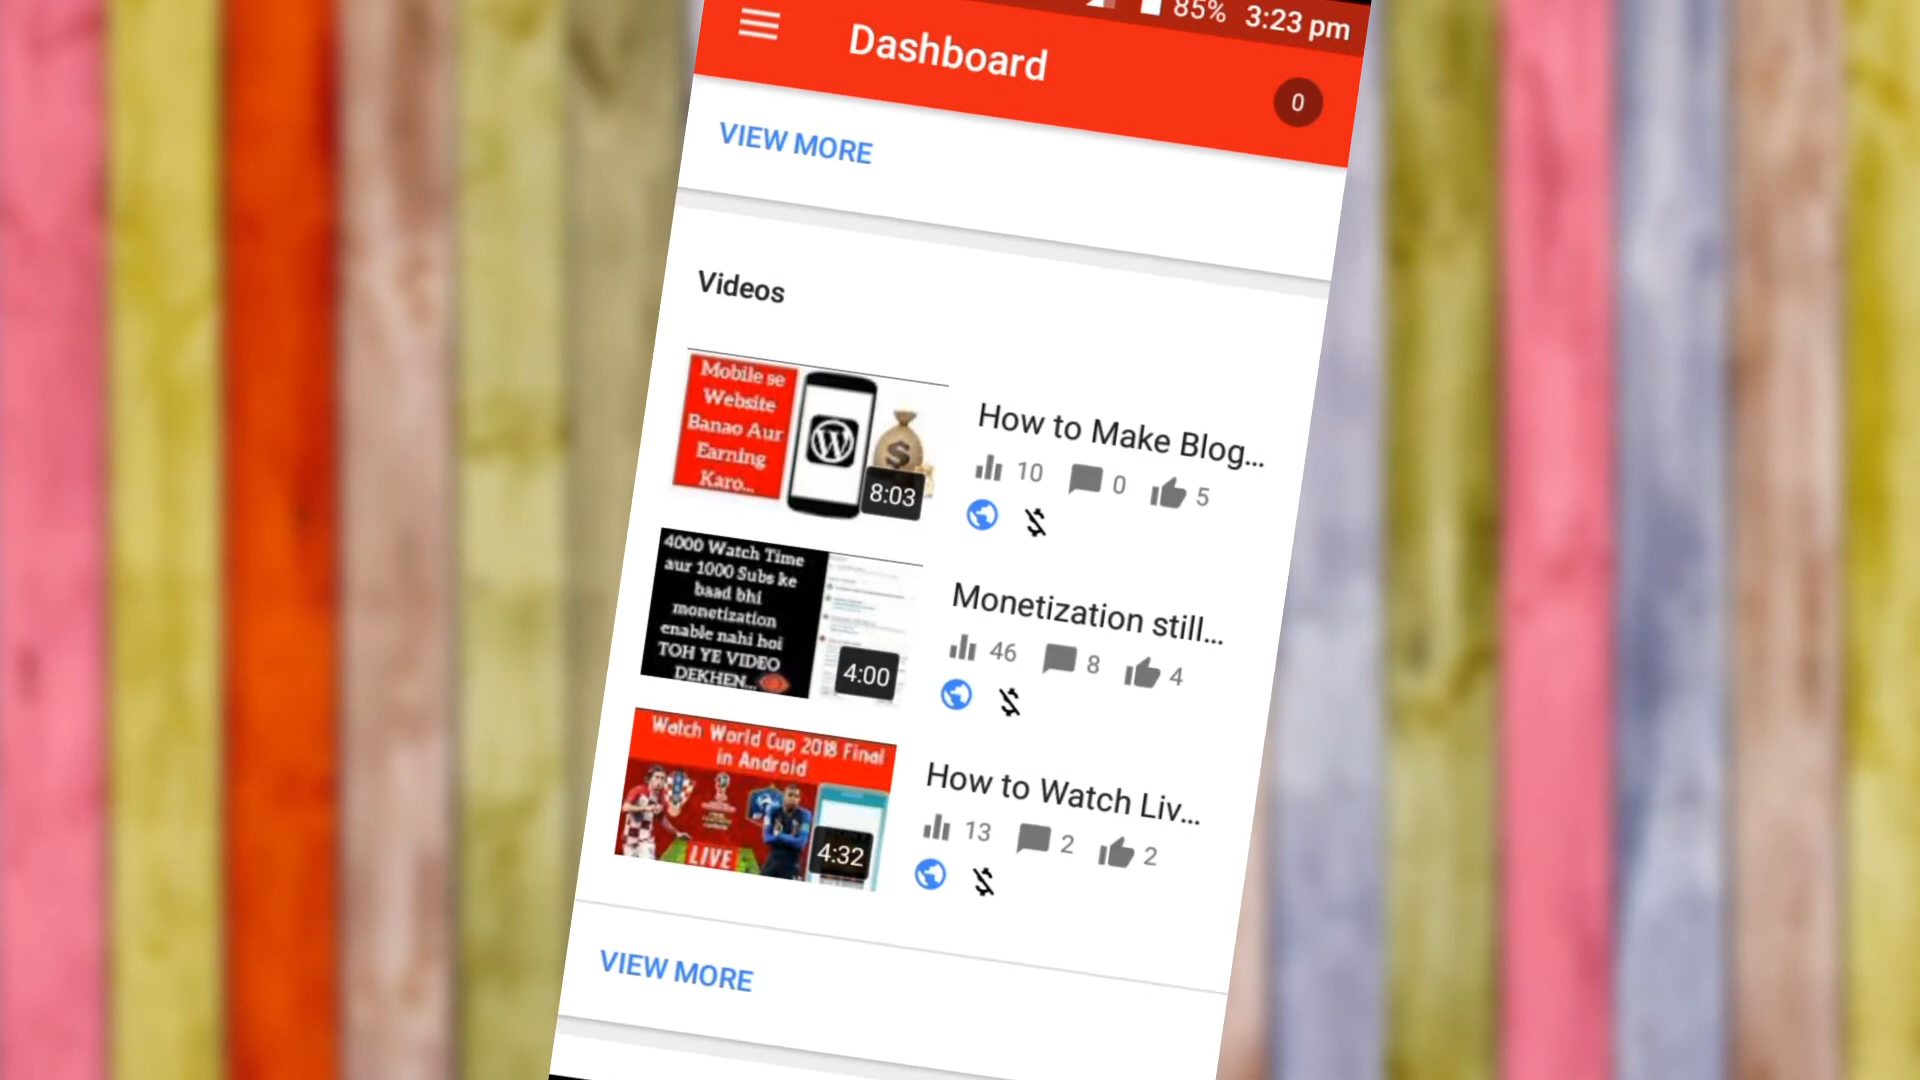 85% 3:23 pm
Dashboard
0
VIEW MORE
Videos
Mobile se
Website
Banao Aur
Earning
Karo...
8:03
How to Make Blog...
10 0 5
4000 Watch Time
aur 1000 Subs ke
baad bhi
monetization
enable nahi hoi
TOH YE VIDEO
DEKHEN...
4:00
Monetization still...
46 8 4
Watch World Cup 2018 Final
in Android
LIVE
4:32
How to Watch Liv...
13 2 2
VIEW MORE